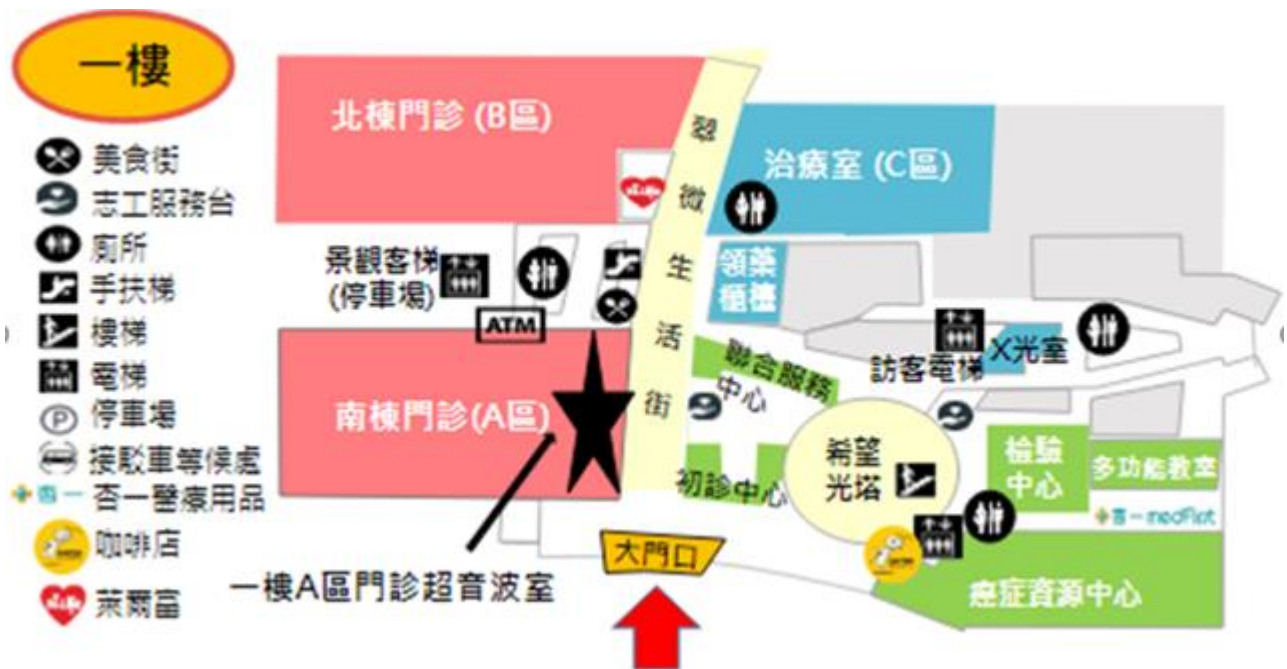 一樓
美食街
志工服務台
廁所
手扶梯
樓梯
電梯
停車場
接駁車等候處
杏一 杏一醫療用品
咖啡店
萊爾富
北棟門診 (B區)
翠微生活街
治療室 (C區)
景觀客梯
(停車場)
ATM
領藥
櫃檯
南棟門診(A區)
聯合服務
中心
訪客電梯
X光室
初診中心
希望
光塔
檢驗
中心
多功能教室
杏一 medFirst
大門口
癌症資源中心
一樓A區門診超音波室
P